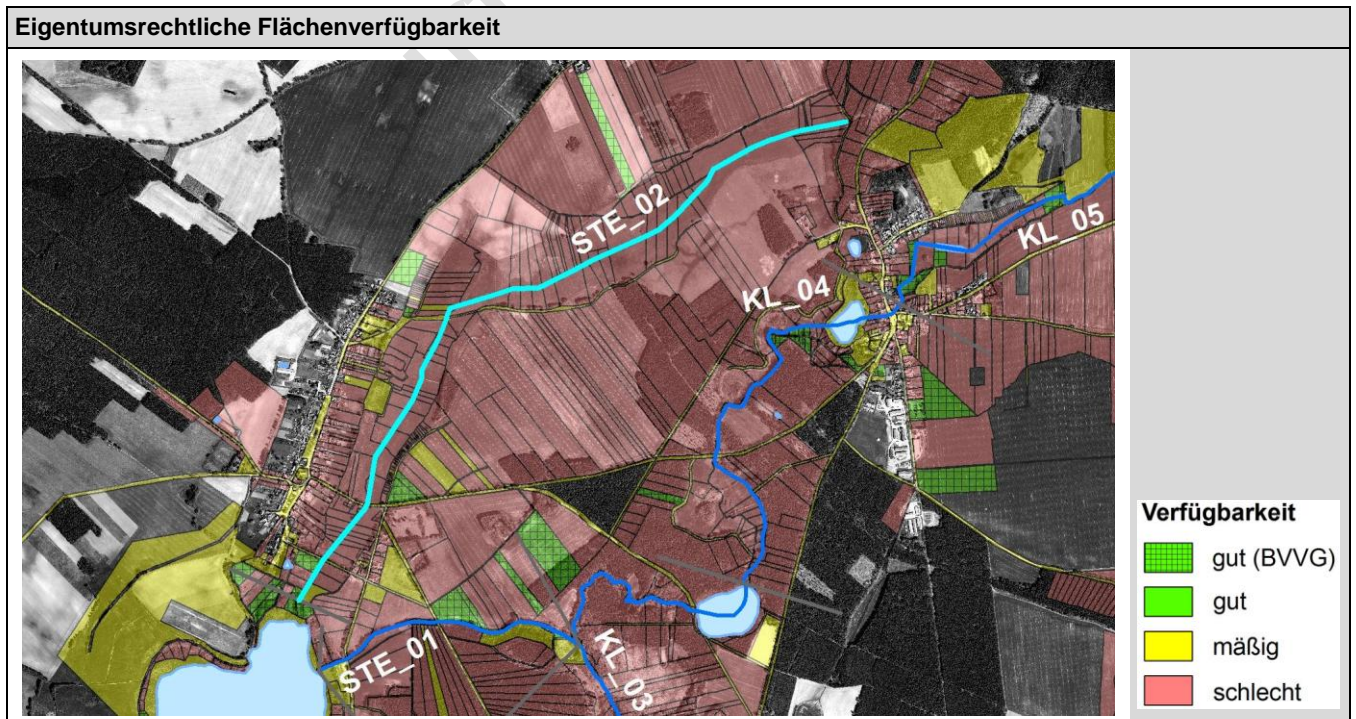 Eigentumsrechtliche Flächenverfügbarkeit
STE_02
KL_05
KL_04
STE_01
KL_03
Verfügbarkeit
gut (BVVG)
gut
mäßig
schlecht